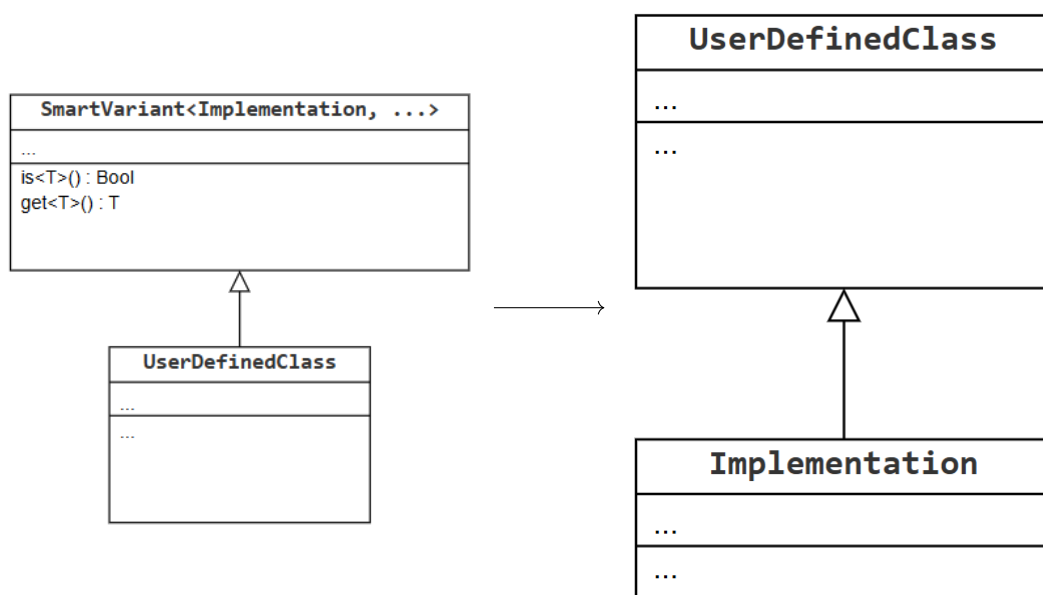 SmartVariant<Implementation, ...>
...
is<T>() : Bool
get<T>() : T
UserDefinedClass
...
...
UserDefinedClass
...
...
Implementation
...
...